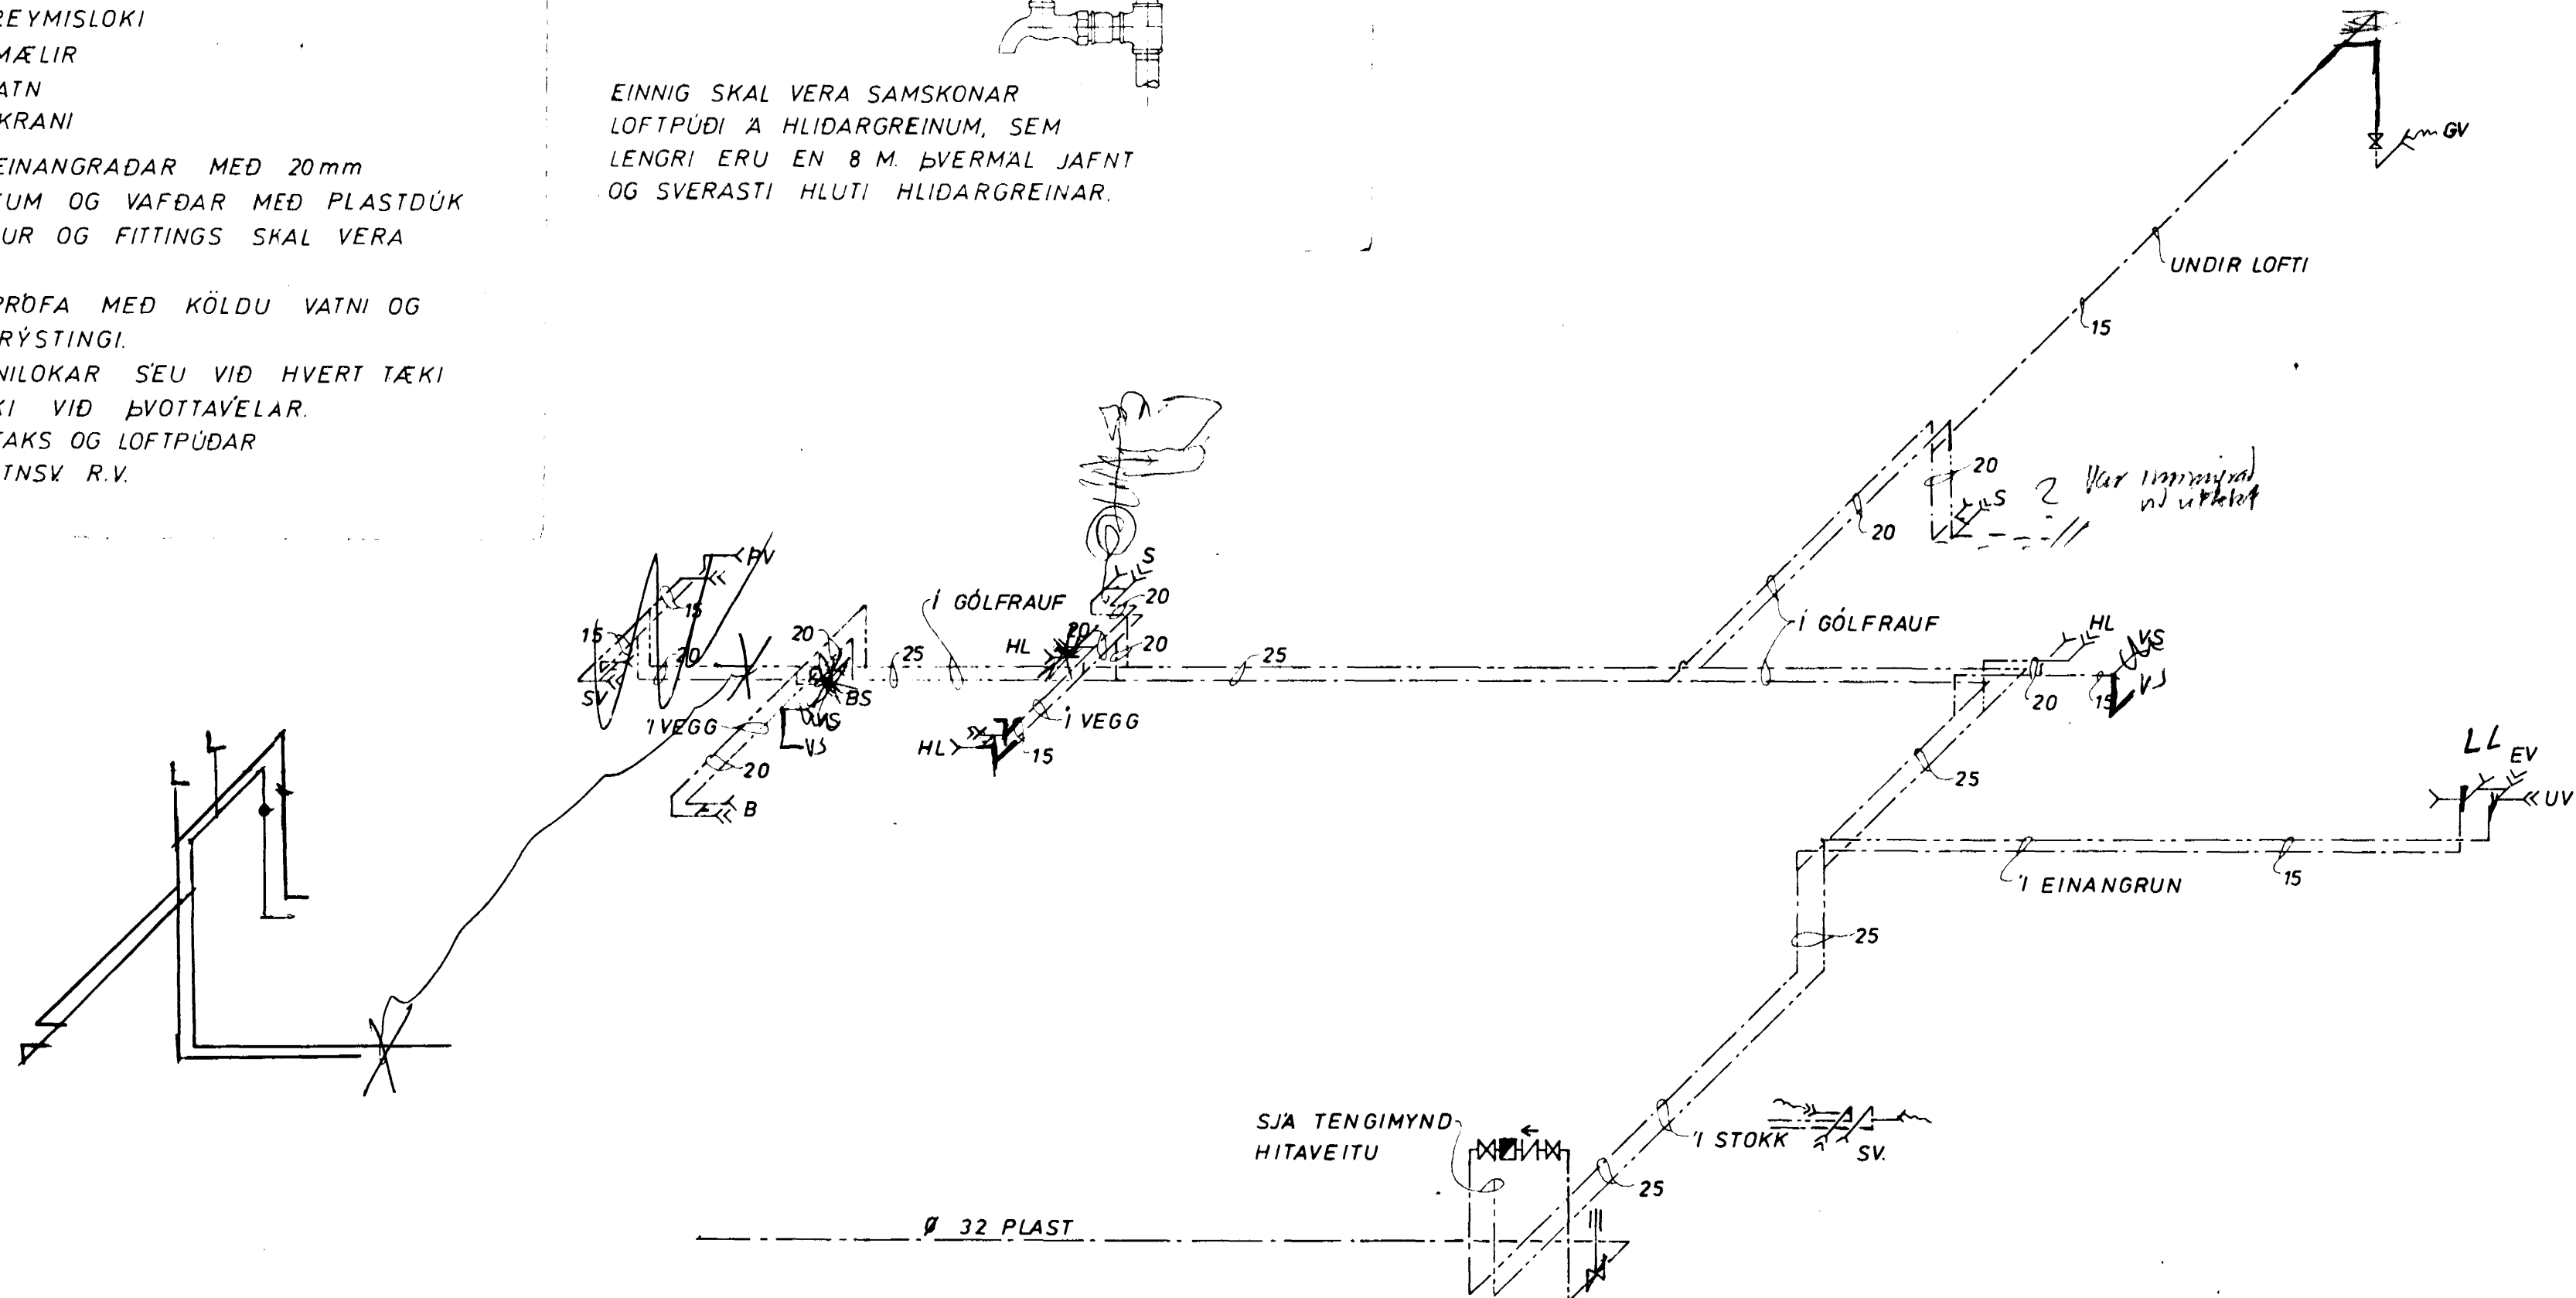 REYMISLOKI
MÆLIR
ATN
KRANI
EINANGRAÐAR MEÐ 20mm
KUM OG VAFÐAR MEÐ PLASTDÚK
UR OG FITTINGS SKAL VERA
PRÓFA MEÐ KÖLDU VATNI OG
RÝSTINGI.
NILOKAR SÉU VIÐ HVERT TÆKI
KI VIÐ ÞVOTTAVÉLAR.
TAKS OG LOFTPÚÐAR
TNSV. R.V.
EINNIG SKAL VERA SAMSKONAR
LOFTPÚÐI Á HLIÐARGREINUM, SEM
LENGRI ERU EN 8 M. ÞVERMÁL JAFNT
OG SVERASTI HLUTI HLIÐARGREINAR.
GV
UNDIR LOFTI
15
20
S
?
Var
20
ÞV
15
15
20
SV
20
Í GÓLFRAUF
25
BS
VS
VS
Í VEGG
20
B
S
20
20
20
HL
HL
15
Í VEGG
25
Í GÓLFRAUF
HL
VS
VS
20
15
25
LL
EV
UV
Í EINANGRUN
15
25
L
L
SJÁ TENGIMYND
HITAVEITU
Í STOKK
SV.
25
Ø 32 PLAST